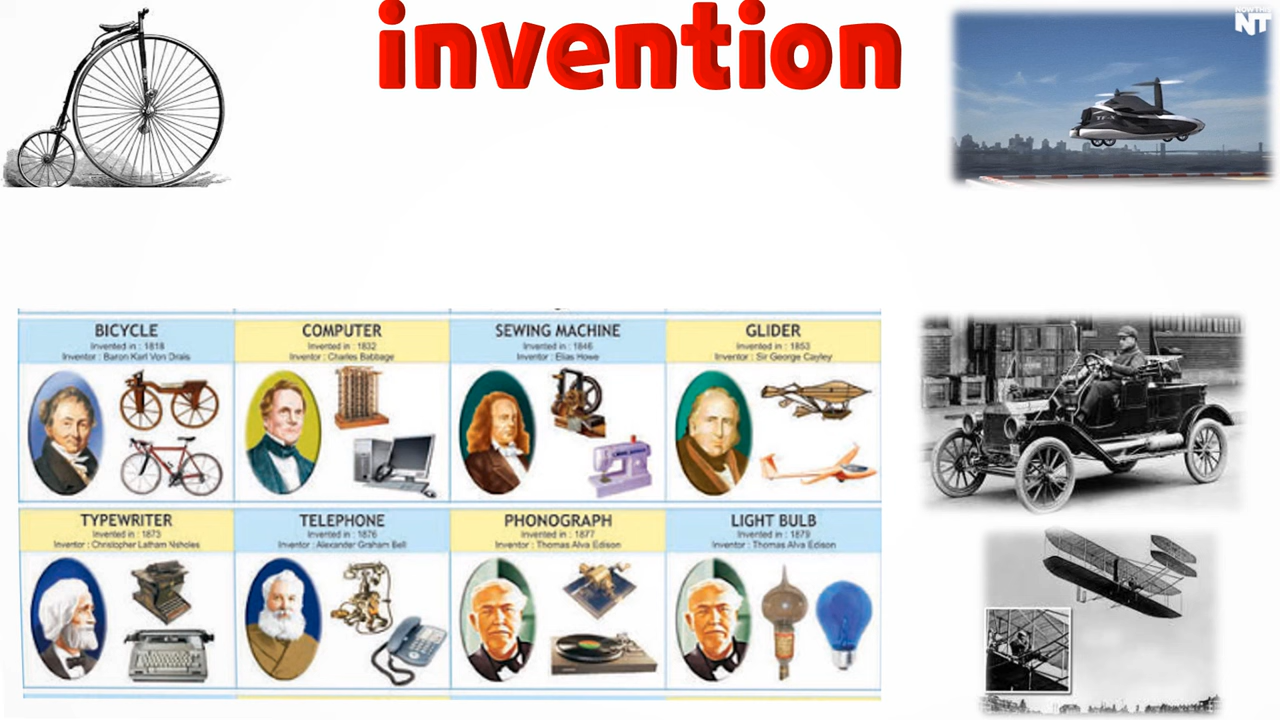 invention
NOWTHIS
NT
TF-X
BICYCLE
Invented in : 1818
Inventor : Baron Karl Von Drais
COMPUTER
Invented in : 1832
Inventor : Charles Babbage
SEWING MACHINE
Invented in : 1846
Inventor : Elias Howe
GLIDER
Invented in : 1853
Inventor : Sir George Cayley
TYPEWRITER
Invented in : 1873
Inventor : Christopher Latham Nsholes
TELEPHONE
Invented in : 1876
Inventor : Alexander Graham Bell
PHONOGRAPH
Invented in : 1877
Inventor : Thomas Alva Edison
LIGHT BULB
Invented in : 1879
Inventor : Thomas Alva Edison